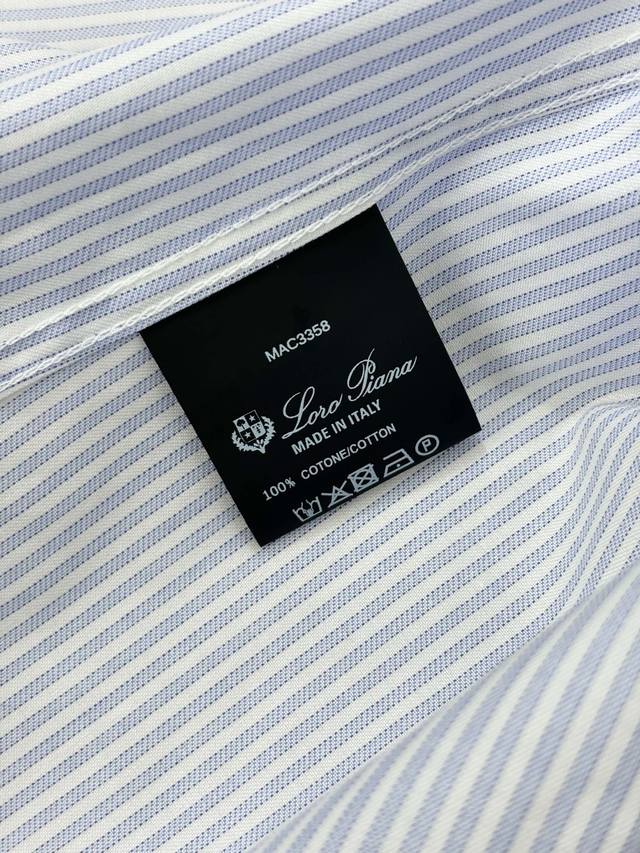 MAC3358
Loro Piana
MADE IN ITALY
100% COTONE/COTTON
P